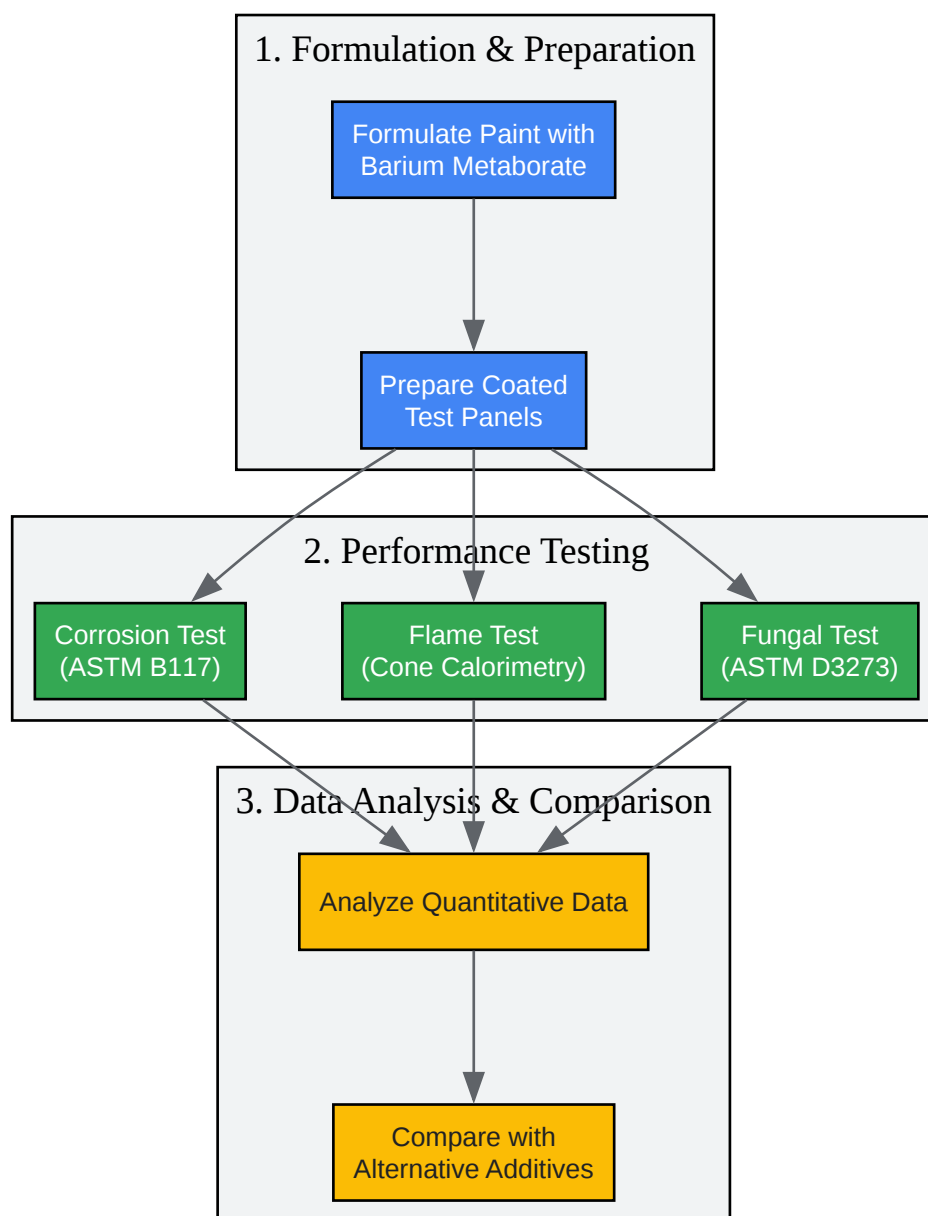 1. Formulation & Preparation
Formulate Paint with
Barium Metaborate
Prepare Coated
Test Panels
2. Performance Testing
Corrosion Test
(ASTM B117)
Flame Test
(Cone Calorimetry)
Fungal Test
(ASTM D3273)
3. Data Analysis & Comparison
Analyze Quantitative Data
Compare with
Alternative Additives